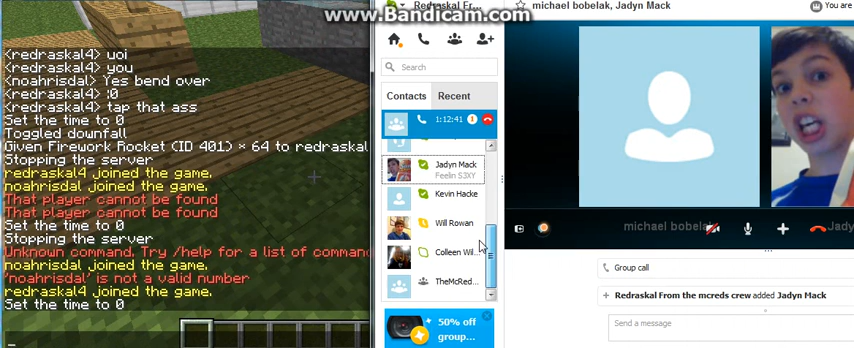 www.Bandicam.com
<redraskal4> uoi
<redraskal4> you
<noahrisdal> Yes bend over
<redraskal4> :0
<redraskal4> tap that ass
Set the time to 0
Toggled downfall
Given Firework Rocket (ID 401) × 64 to redraskal
Stopping the server
redraskal4 joined the game.
noahrisdal joined the game.
That player cannot be found
That player cannot be found
Set the time to 0
Stopping the server
Unknown command. Try /help for a list of comman
noahrisdal joined the game.
'noahrisdal' is not a valid number
redraskal4 joined the game.
Set the time to 0
Redraskal Fr...
Search
Contacts
Recent
1:12:41
1
Jadyn Mack
Feelin S3XY
Kevin Hacke
Will Rowan
Colleen Wil...
TheMcRed...
50% off
group...
michael bobelak, Jadyn Mack
You are
michael bobelak
Jady
Group call
Redraskal From the mcreds crew added Jadyn Mack
Send a message